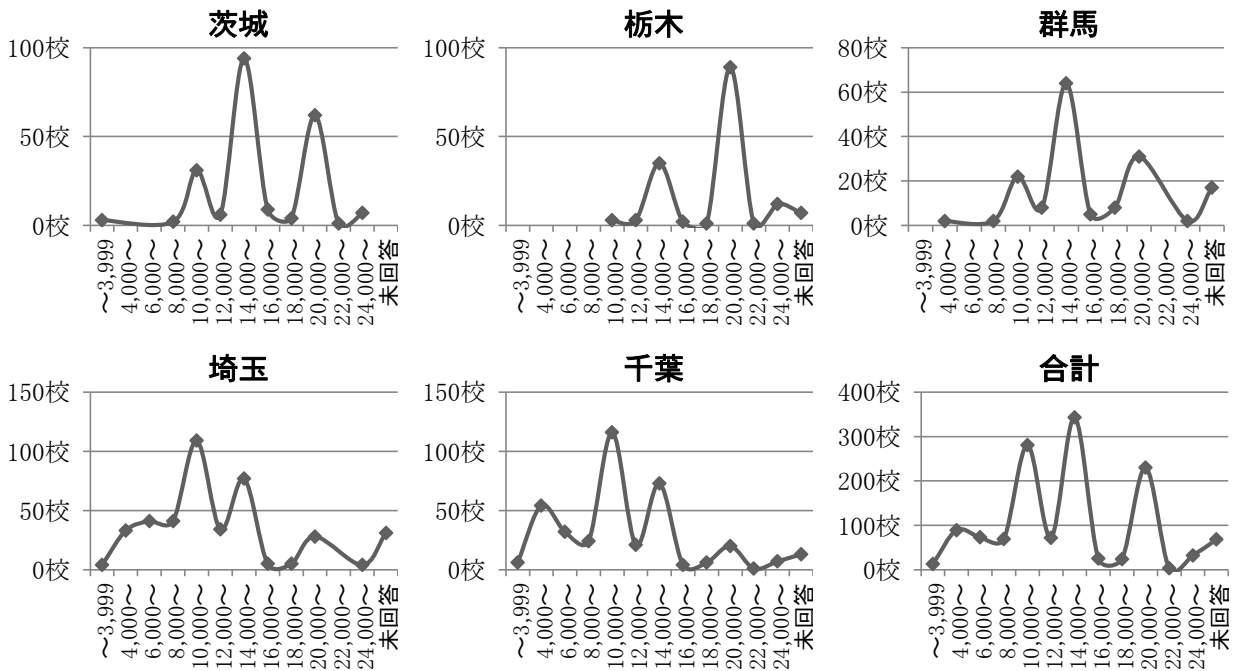 茨城
100校
50校
0校
～3,999
4,000～
6,000～
8,000～
10,000～
12,000～
14,000～
16,000～
18,000～
20,000～
22,000～
24,000～
未回答
栃木
100校
50校
0校
～3,999
4,000～
6,000～
8,000～
10,000～
12,000～
14,000～
16,000～
18,000～
20,000～
22,000～
24,000～
未回答
群馬
80校
60校
40校
20校
0校
～3,999
4,000～
6,000～
8,000～
10,000～
12,000～
14,000～
16,000～
18,000～
20,000～
22,000～
24,000～
未回答
埼玉
150校
100校
50校
0校
～3,999
4,000～
6,000～
8,000～
10,000～
12,000～
14,000～
16,000～
18,000～
20,000～
22,000～
24,000～
未回答
千葉
150校
100校
50校
0校
～3,999
4,000～
6,000～
8,000～
10,000～
12,000～
14,000～
16,000～
18,000～
20,000～
22,000～
24,000～
未回答
合計
400校
300校
200校
100校
0校
～3,999
4,000～
6,000～
8,000～
10,000～
12,000～
14,000～
16,000～
18,000～
20,000～
22,000～
24,000～
未回答